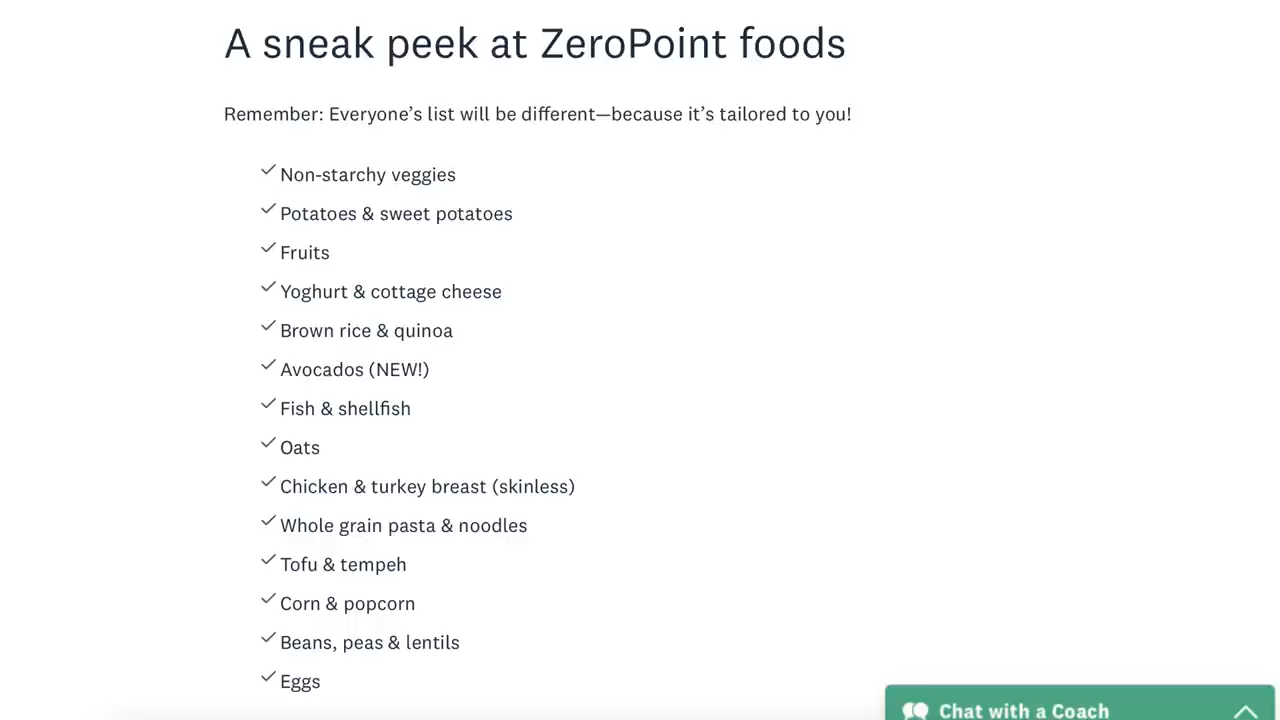 A sneak peek at ZeroPoint foods
Remember: Everyone’s list will be different—because it’s tailored to you!
Non-starchy veggies
Potatoes & sweet potatoes
Fruits
Yoghurt & cottage cheese
Brown rice & quinoa
Avocados (NEW!)
Fish & shellfish
Oats
Chicken & turkey breast (skinless)
Whole grain pasta & noodles
Tofu & tempeh
Corn & popcorn
Beans, peas & lentils
Eggs
Chat with a Coach